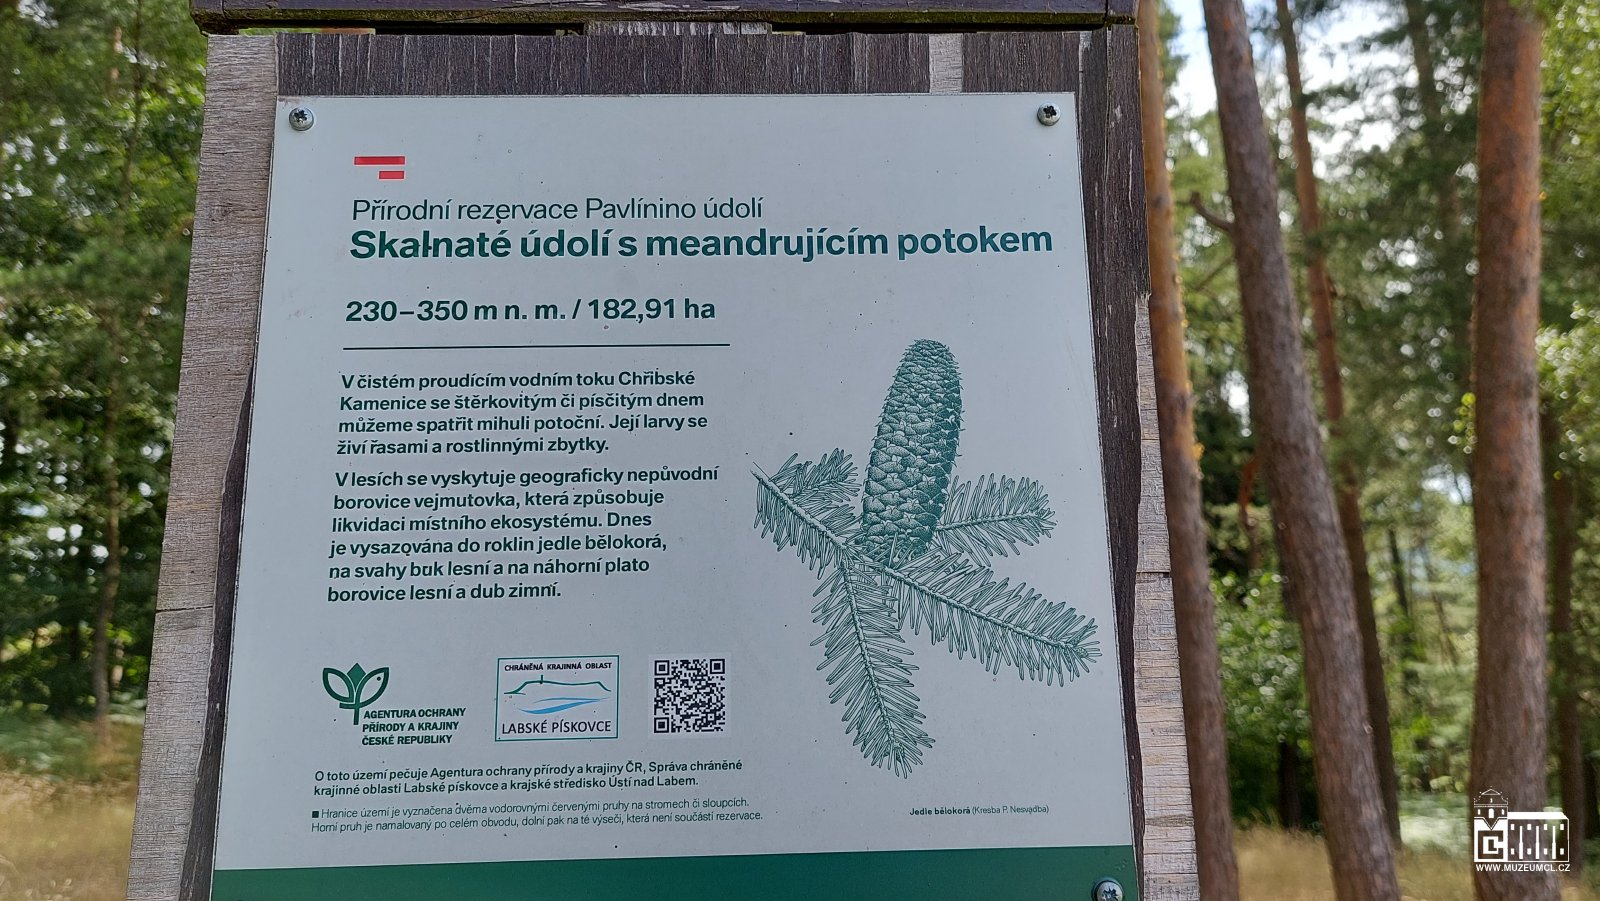 Přírodní rezervace Pavlínino údolí
Skalnaté údolí s meandrujícím potokem
230–350 m n. m. / 182,91 ha
V čistém proudícím vodním toku Chřibské
Kamenice se štěrkovitým či písčitým dnem
můžeme spatřit mihuli potoční. Její larvy se
živí řasami a rostlinnými zbytky.
V lesích se vyskytuje geograficky nepůvodní
borovice vejmutovka, která způsobuje
likvidaci místního ekosystému. Dnes
je vysazována do roklin jedle bělokorá,
na svahy buk lesní a na náhorní plato
borovice lesní a dub zimní.
AGENTURA OCHRANY
PŘÍRODY A KRAJINY
ČESKÉ REPUBLIKY
CHRÁNĚNÁ KRAJINNÁ OBLAST
LABSKÉ PÍSKOVCE
O toto území pečuje Agentura ochrany přírody a krajiny ČR, Správa chráněné
krajinné oblasti Labské pískovce a krajské středisko Ústí nad Labem.
■ Hranice území je vyznačena dvěma vodorovnými červenými pruhy na stromech či sloupcích.
Horní pruh je namalovaný po celém obvodu, dolní pak na té výseči, která není součástí rezervace.
Jedle bělokorá (Kresba P. Nesvadba)
WWW.MUZEUMCL.CZ